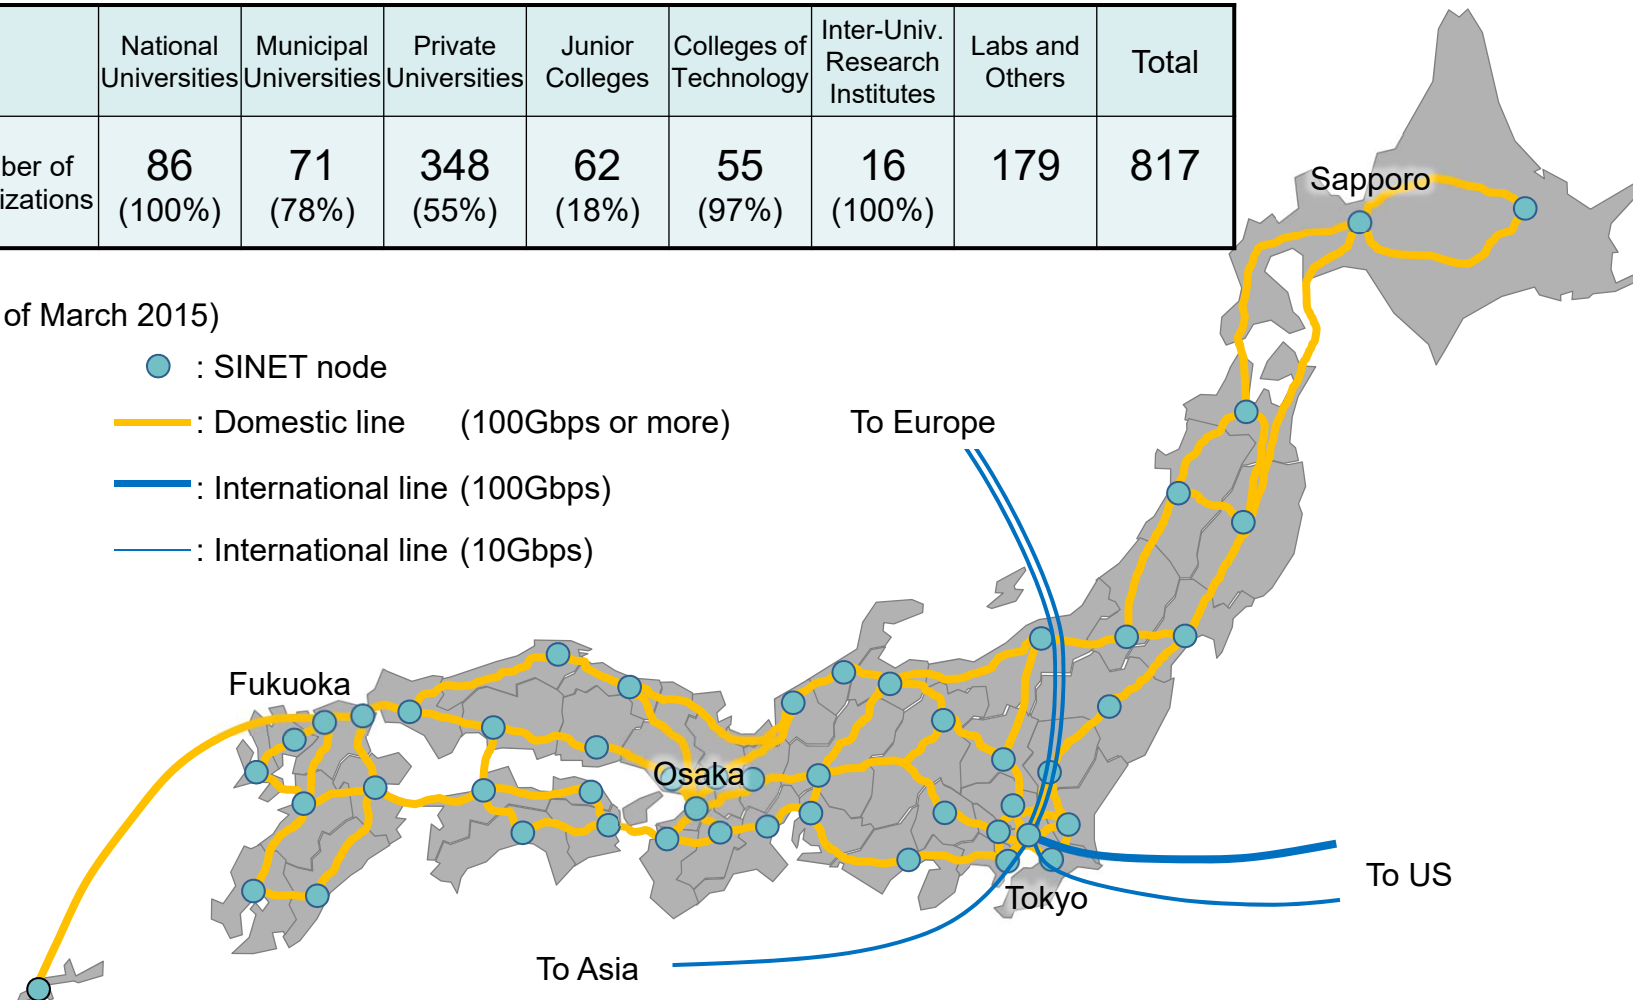 National Universities
Municipal Universities
Private Universities
Junior Colleges
Colleges of Technology
Inter-Univ. Research Institutes
Labs and Others
Total
ber of
izations
86 (100%)
71 (78%)
348 (55%)
62 (18%)
55 (97%)
16 (100%)
179
817
of March 2015)
: SINET node
: Domestic line (100Gbps or more)
: International line (100Gbps)
: International line (10Gbps)
Sapporo
To Europe
Fukuoka
Osaka
Tokyo
To US
To Asia